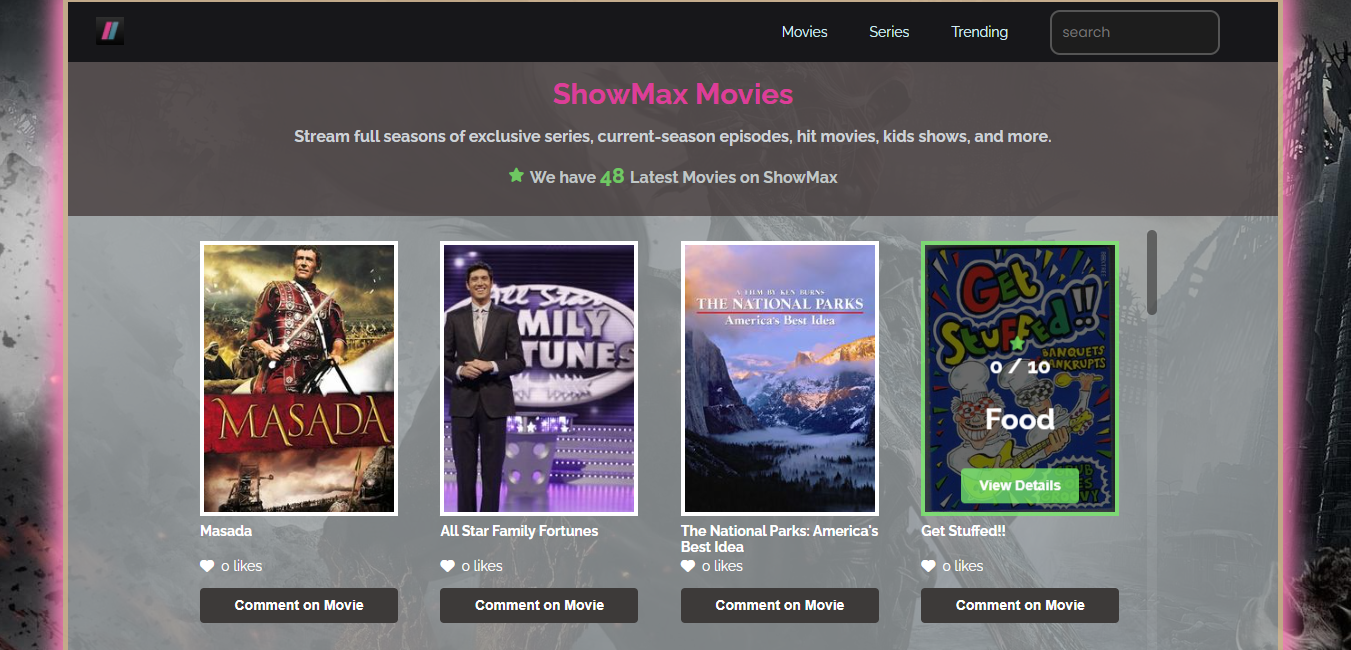 Movies
Series
Trending
search
ShowMax Movies
Stream full seasons of exclusive series, current-season episodes, hit movies, kids shows, and more.
We have 48 Latest Movies on ShowMax
MASADA
All Star
MILY
TUNES
A FILM BY KEN BURNS
THE NATIONAL PARKS
America's Best Idea
Get
Stuffed!!
BANQUETS
BANKRUPTS
0 / 10
Food
View Details
Masada
All Star Family Fortunes
The National Parks: America's
Best Idea
Get Stuffed!!
0 likes
0 likes
0 likes
0 likes
Comment on Movie
Comment on Movie
Comment on Movie
Comment on Movie